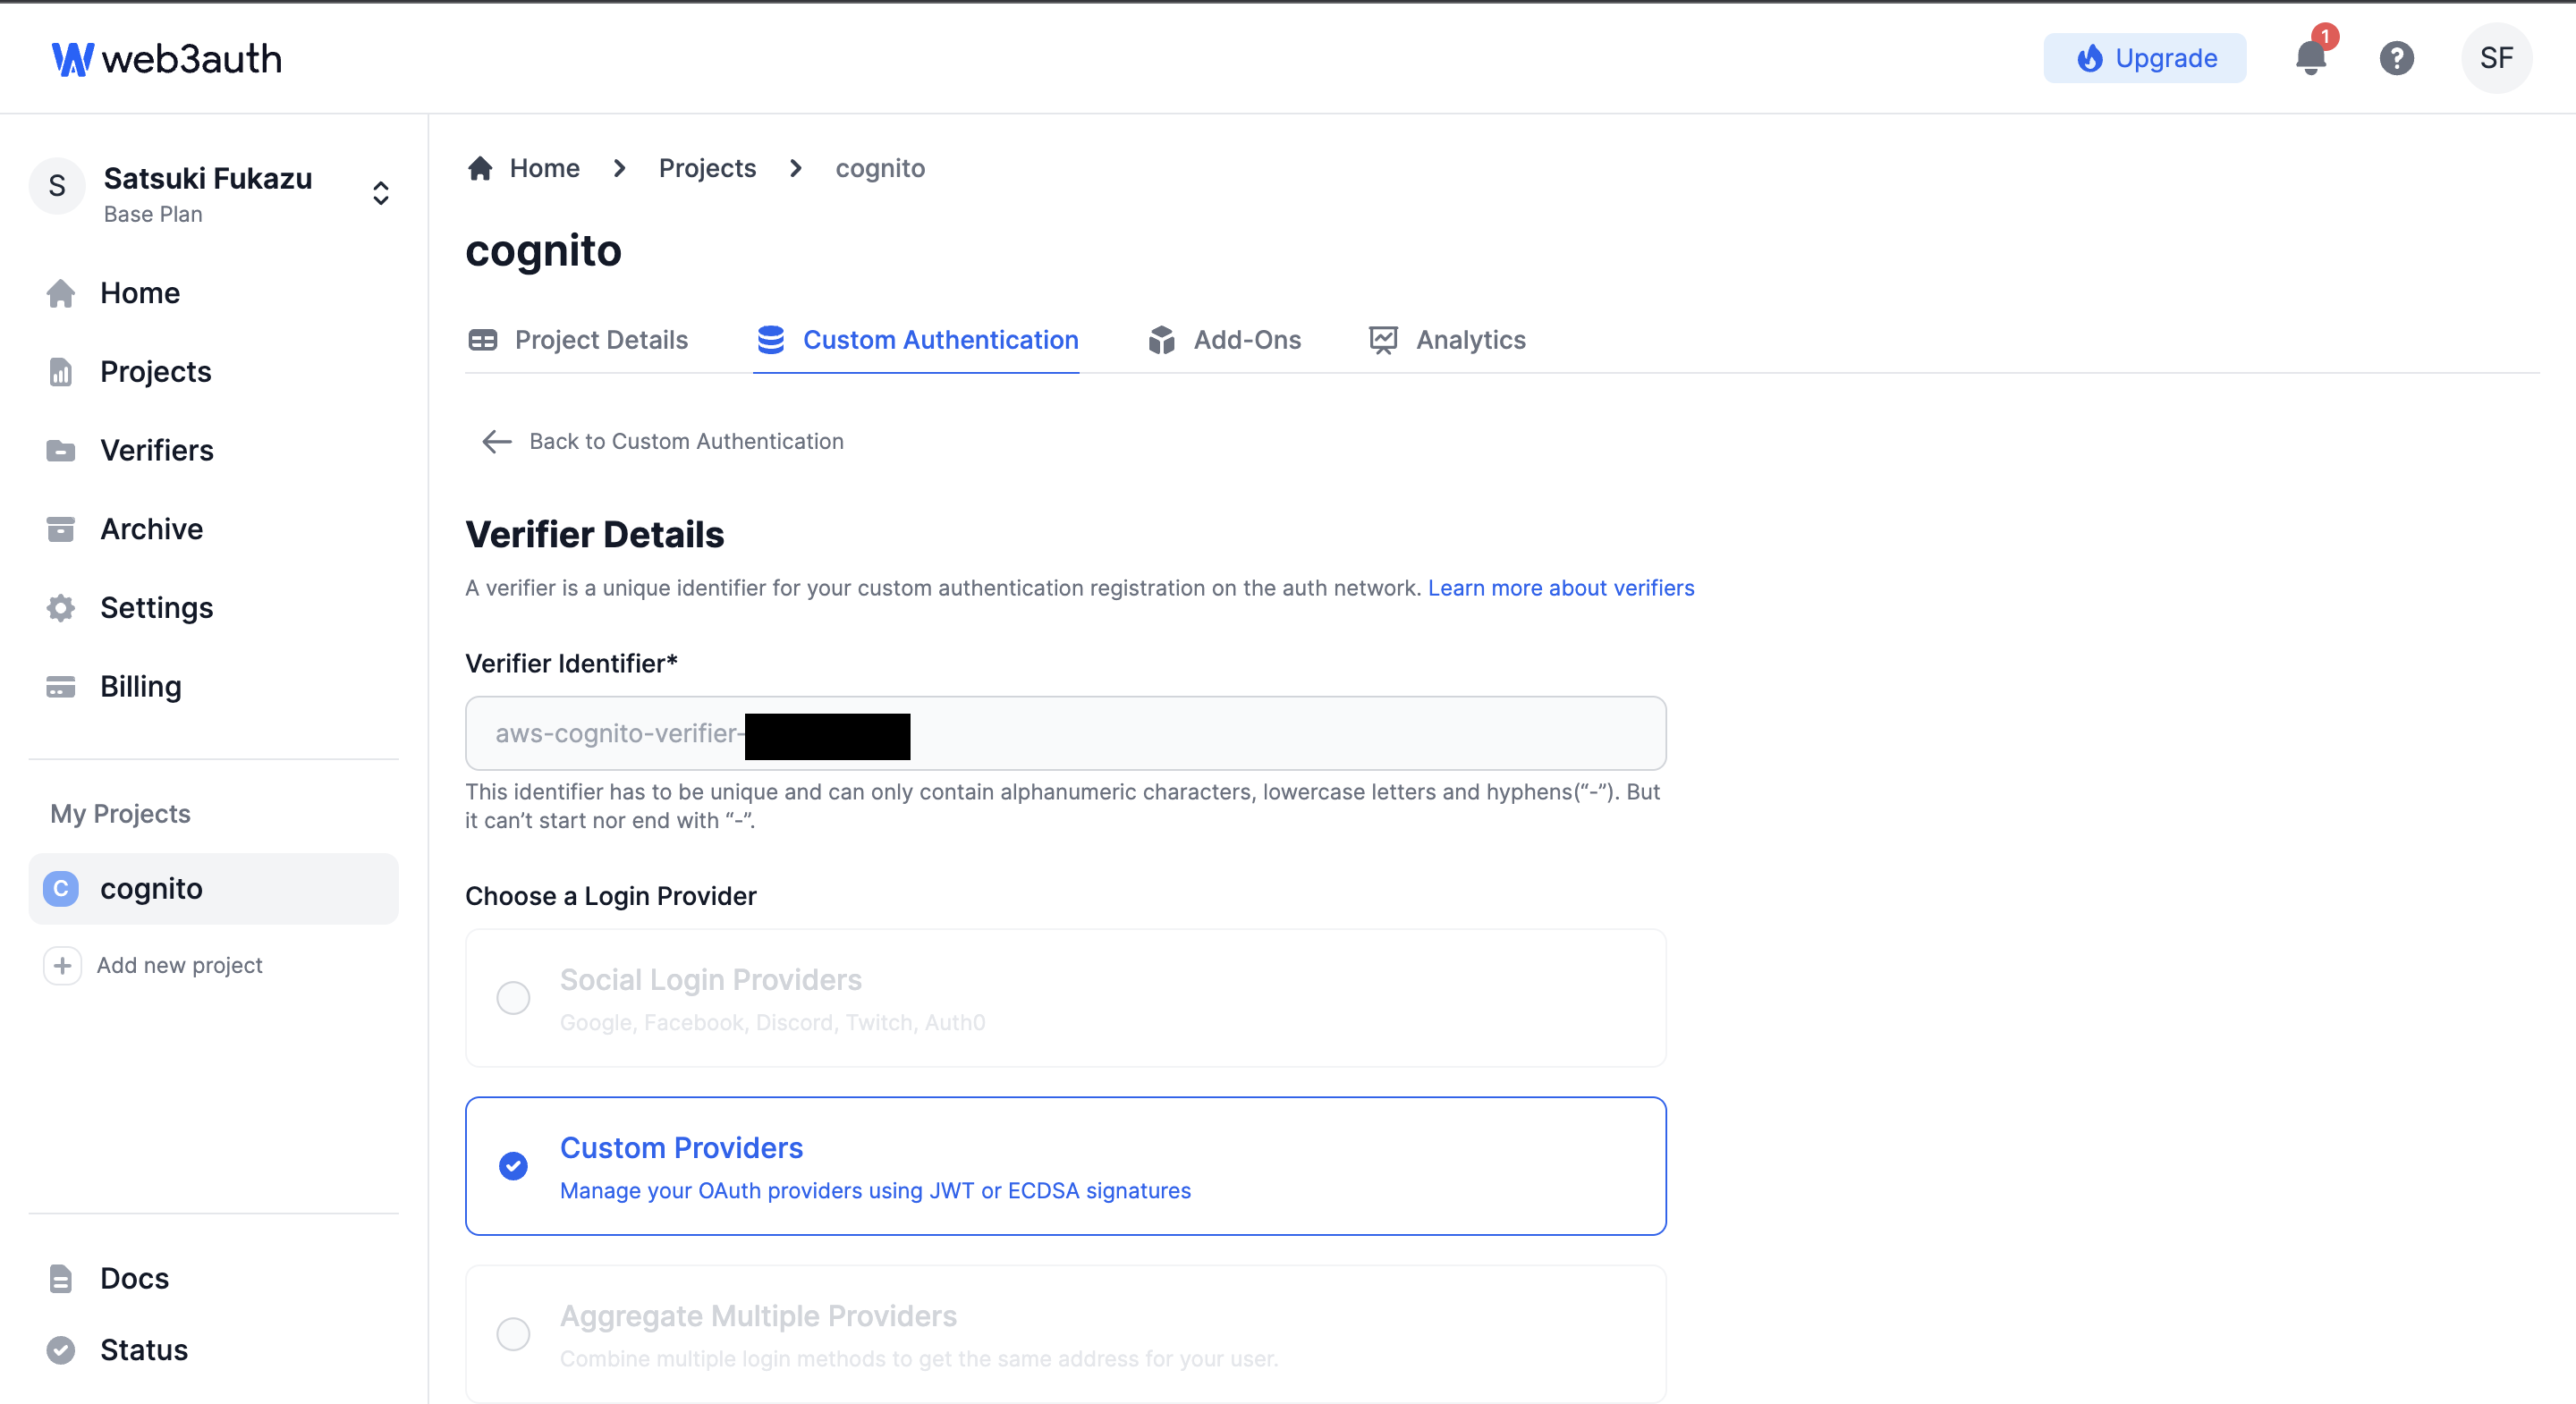 web3auth
Upgrade
1
SF
S
Satsuki Fukazu
Base Plan
Home
Projects
Verifiers
Archive
Settings
Billing
My Projects
C
cognito
Add new project
Docs
Status
Home
Projects
cognito
cognito
Project Details
Custom Authentication
Add-Ons
Analytics
Back to Custom Authentication
Verifier Details
A verifier is a unique identifier for your custom authentication registration on the auth network. Learn more about verifiers
Verifier Identifier*
aws-cognito-verifier-
This identifier has to be unique and can only contain alphanumeric characters, lowercase letters and hyphens(“-”). But
it can’t start nor end with “-”.
Choose a Login Provider
Social Login Providers
Google, Facebook, Discord, Twitch, Auth0
Custom Providers
Manage your OAuth providers using JWT or ECDSA signatures
Aggregate Multiple Providers
Combine multiple login methods to get the same address for your user.